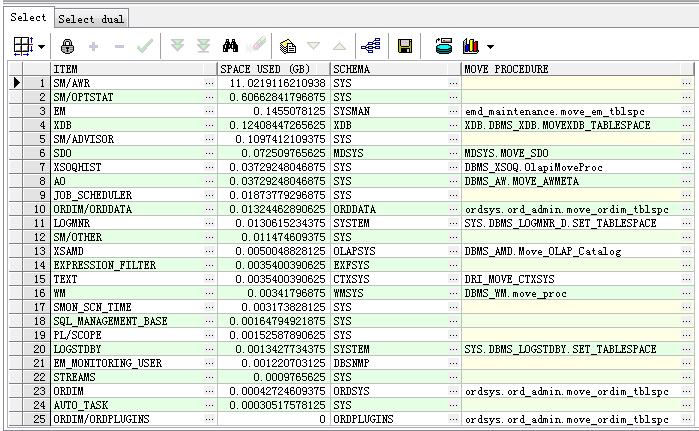 Select Select dual
ITEM SPACE USED (GB) SCHEMA MOVE PROCEDURE
1 SM/AWR 11.0219116210938 SYS
2 SM/OPTSTAT 0.60662841796875 SYS
3 EM 0.1455078125 SYSMAN emd_maintenance.move_em_tblspc
4 XDB 0.12408447265625 XDB XDB.DBMS_XDB.MOVEXDB_TABLESPACE
5 SM/ADVISOR 0.1097412109375 SYS
6 SDO 0.072509765625 MDSYS MDSYS.MOVE_SDO
7 XSOQHIST 0.03729248046875 SYS DBMS_XSOQ.OlapiMoveProc
8 AO 0.03729248046875 SYS DBMS_AW.MOVE_AWMETA
9 JOB_SCHEDULER 0.01873779296875 SYS
10 ORDIM/ORDDATA 0.01324462890625 ORDDATA ordsys.ord_admin.move_ordim_tblspc
11 LOGMNR 0.0130615234375 SYSTEM SYS.DBMS_LOGMNR_D.SET_TABLESPACE
12 SM/OTHER 0.011474609375 SYS
13 XSAMD 0.0050048828125 OLAPSYS DBMS_AMD.Move_OLAP_Catalog
14 EXPRESSION_FILTER 0.0035400390625 EXFSYS
15 TEXT 0.0035400390625 CTXSYS DRI_MOVE_CTXSYS
16 WM 0.00341796875 WMSYS DBMS_WM.move_proc
17 SMON_SCN_TIME 0.003173828125 SYS
18 SQL_MANAGEMENT_BASE 0.00164794921875 SYS
19 PL/SCOPE 0.00152587890625 SYS
20 LOGSTDBY 0.0013427734375 SYSTEM SYS.DBMS_LOGSTDBY.SET_TABLESPACE
21 EM_MONITORING_USER 0.001220703125 DBSNMP
22 STREAMS 0.0009765625 SYS
23 ORDIM 0.00042724609375 ORDSYS ordsys.ord_admin.move_ordim_tblspc
24 AUTO_TASK 0.00030517578125 SYS
25 ORDIM/ORDPLUGINS 0 ORDPLUGINS ordsys.ord_admin.move_ordim_tblspc